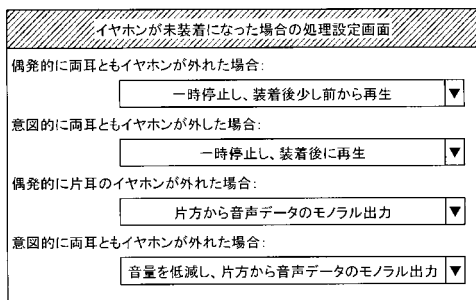 イヤホンが未装着になった場合の処理設定画面
偶発的に両耳ともイヤホンが外れた場合:
一時停止し、装着後少し前から再生 ▼
意図的に両耳ともイヤホンが外した場合:
一時停止し、装着後に再生 ▼
偶発的に片耳のイヤホンが外れた場合:
片方から音声データのモノラル出力 ▼
意図的に両耳ともイヤホンが外れた場合:
音量を低減し、片方から音声データのモノラル出力 ▼